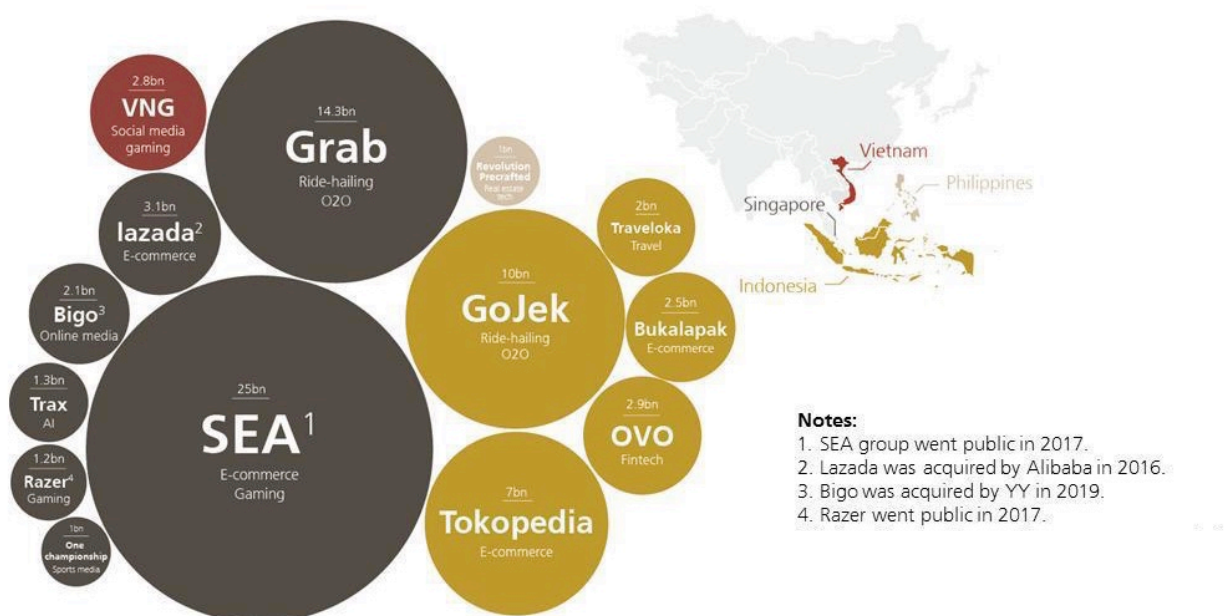 2.8bn
VNG
Social media
gaming
14.3bn
Grab
Ride-hailing
O2O
1bn
Revolution
Precrafted
Real estate
tech
3.1bn
lazada²
E-commerce
2bn
Traveloka
Travel
10bn
GoJek
Ride-hailing
O2O
2.1bn
Bigo³
Online media
2.5bn
Bukalapak
E-commerce
1.3bn
Trax
AI
25bn
SEA¹
E-commerce
Gaming
2.9bn
OVO
Fintech
1.2bn
Razer⁴
Gaming
7bn
Tokopedia
E-commerce
1bn
One
championship
Sports media
Vietnam
Philippines
Singapore
Indonesia
Notes:
1. SEA group went public in 2017.
2. Lazada was acquired by Alibaba in 2016.
3. Bigo was acquired by YY in 2019.
4. Razer went public in 2017.